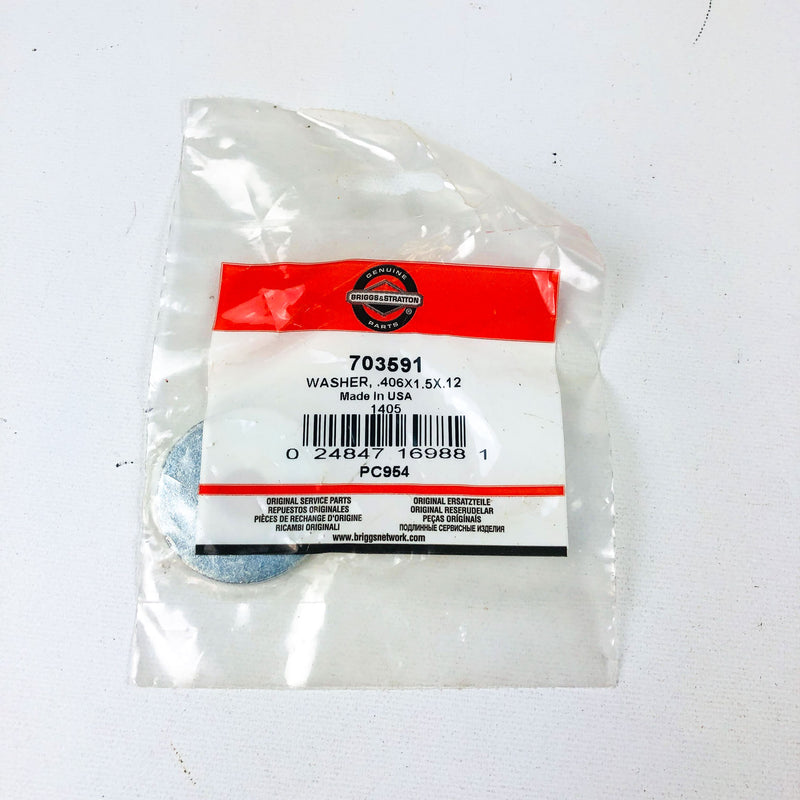 GENUINE
BRIGGS&STRATTON
PARTS
®
703591
WASHER, .406X1.5X.12
Made In USA
1405
0 24847 16988 1
PC954
ORIGINAL SERVICE PARTS
REPUESTOS ORIGINALES
PIÈCES DE RECHANGE D'ORIGINE
RICAMBI ORIGINALI
ORIGINAL ERSATZTEILE
ORIGINAL RESERUDELAR
PEÇAS ORIGINAIS
ПОДЛИННЫЕ СЕРВИСНЫЕ ИЗДЕЛИЯ
www.briggsnetwork.com